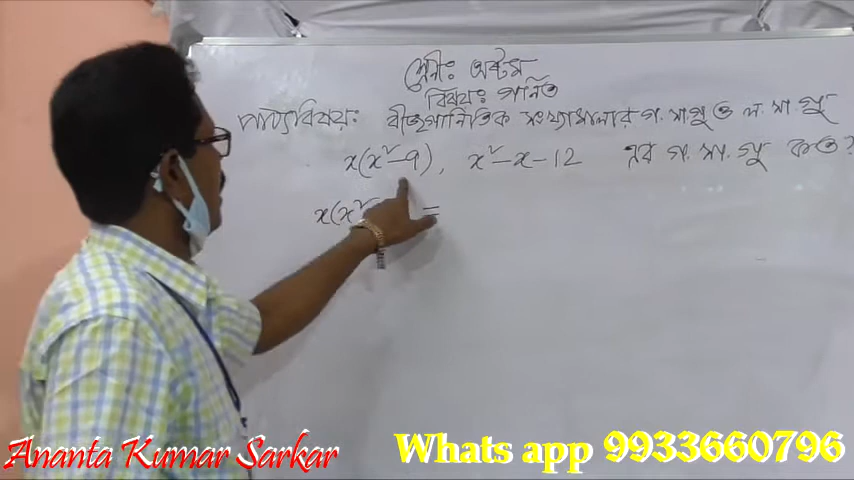 শ্রেণীঃ অষ্টম
বিষয়ঃ গনিত
পাঠ্যবিষয়ঃ বীজগানিতিক সংখ্যামালার গ. সা.গু ও ল. সা. গু
x(x²-9), x²-x-12 এর গ. সা. গু কত?
x(x² =
Ananta Kumar Sarkar
Whats app 9933660796